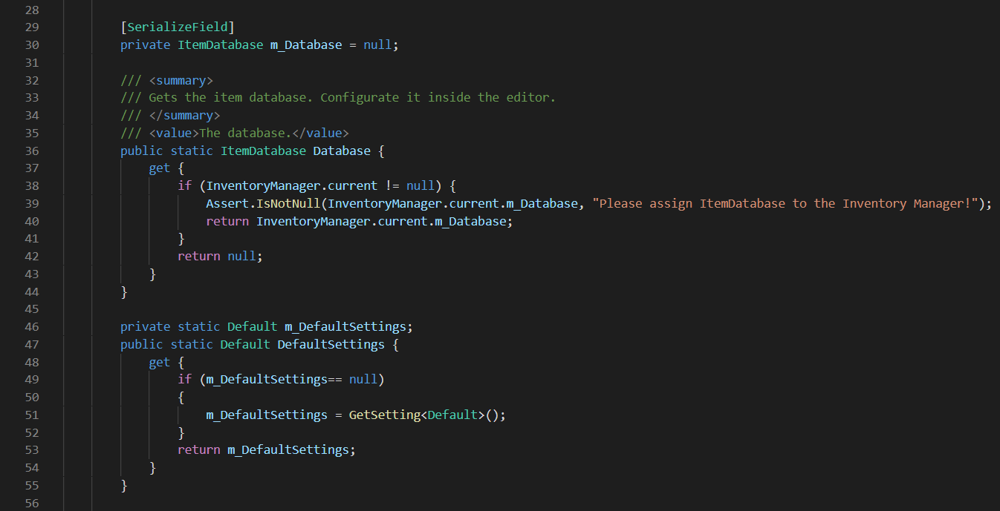 28
29 [SerializeField]
30 private ItemDatabase m_Database = null;
31
32 /// <summary>
33 /// Gets the item database. Configurate it inside the editor.
34 /// </summary>
35 /// <value>The database.</value>
36 public static ItemDatabase Database {
37 get {
38 if (InventoryManager.current != null) {
39 Assert.IsNotNull(InventoryManager.current.m_Database, "Please assign ItemDatabase to the Inventory Manager!");
40 return InventoryManager.current.m_Database;
41 }
42 return null;
43 }
44 }
45
46 private static Default m_DefaultSettings;
47 public static Default DefaultSettings {
48 get {
49 if (m_DefaultSettings== null)
50 {
51 m_DefaultSettings = GetSetting<Default>();
52 }
53 return m_DefaultSettings;
54 }
55 }
56